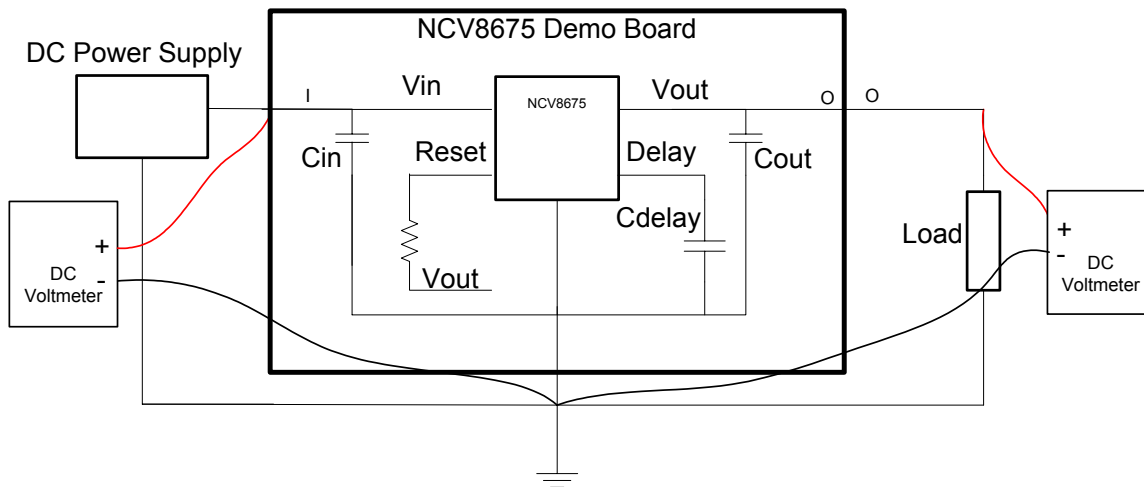 NCV8675 Demo Board
DC Power Supply
I
Vin
NCV8675
Vout
O
O
Cin
Reset
Delay
Cout
Cdelay
Vout
Load
+
-
DC
Voltmeter
+
-
DC
Voltmeter